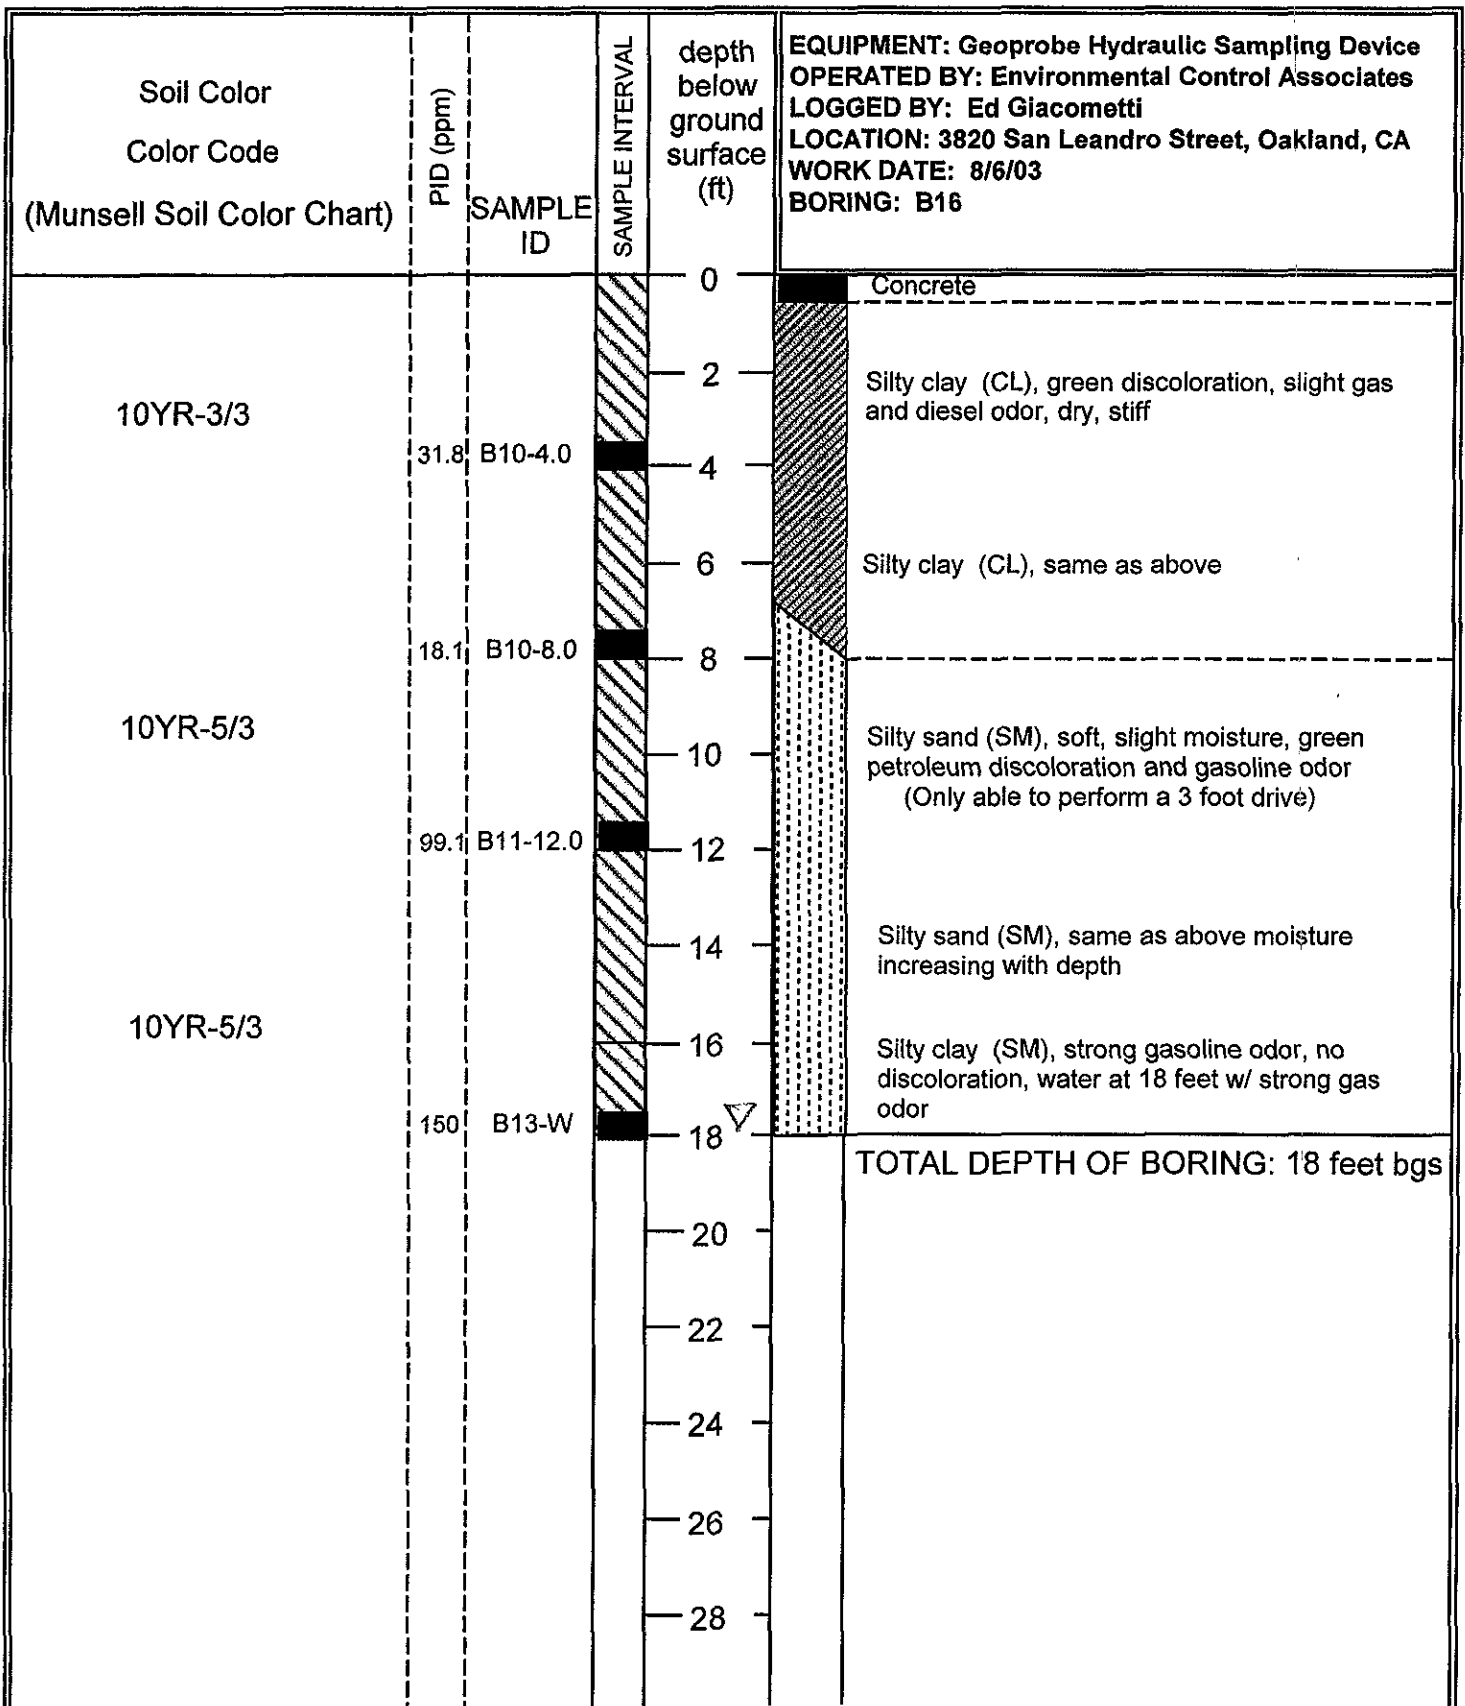 Soil Color
Color Code
(Munsell Soil Color Chart)
PID (ppm)
SAMPLE
ID
SAMPLE INTERVAL
depth
below
ground
surface
(ft)
EQUIPMENT: Geoprobe Hydraulic Sampling Device
OPERATED BY: Environmental Control Associates
LOGGED BY: Ed Giacometti
LOCATION: 3820 San Leandro Street, Oakland, CA
WORK DATE: 8/6/03
BORING: B16
0
Concrete
2
Silty clay (CL), green discoloration, slight gas
and diesel odor, dry, stiff
10YR-3/3
31.8 B10-4.0
4
6
Silty clay (CL), same as above
18.1 B10-8.0
8
10YR-5/3
10
Silty sand (SM), soft, slight moisture, green
petroleum discoloration and gasoline odor
(Only able to perform a 3 foot drive)
99.1 B11-12.0
12
14
Silty sand (SM), same as above moisture
increasing with depth
10YR-5/3
16
Silty clay (SM), strong gasoline odor, no
discoloration, water at 18 feet w/ strong gas
odor
150 B13-W
18
TOTAL DEPTH OF BORING: 18 feet bgs
20
22
24
26
28